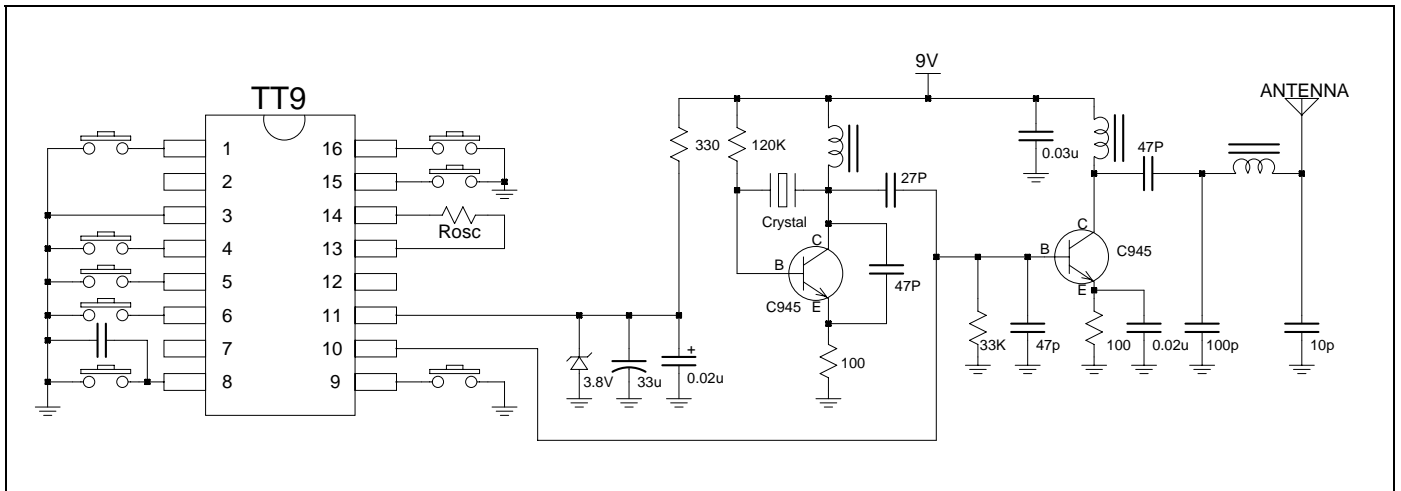 9V
ANTENNA
TT9
1 16
330 120K
0.03u
47P
2 15
27P
3 14
Crystal
Rosc
C
C
4 13
B
C945
B
47P
5 12
E
C945
E
6 11
+
7 10
33K 47p 100 0.02u 100p 10p
100
3.8V 33u 0.02u
8 9